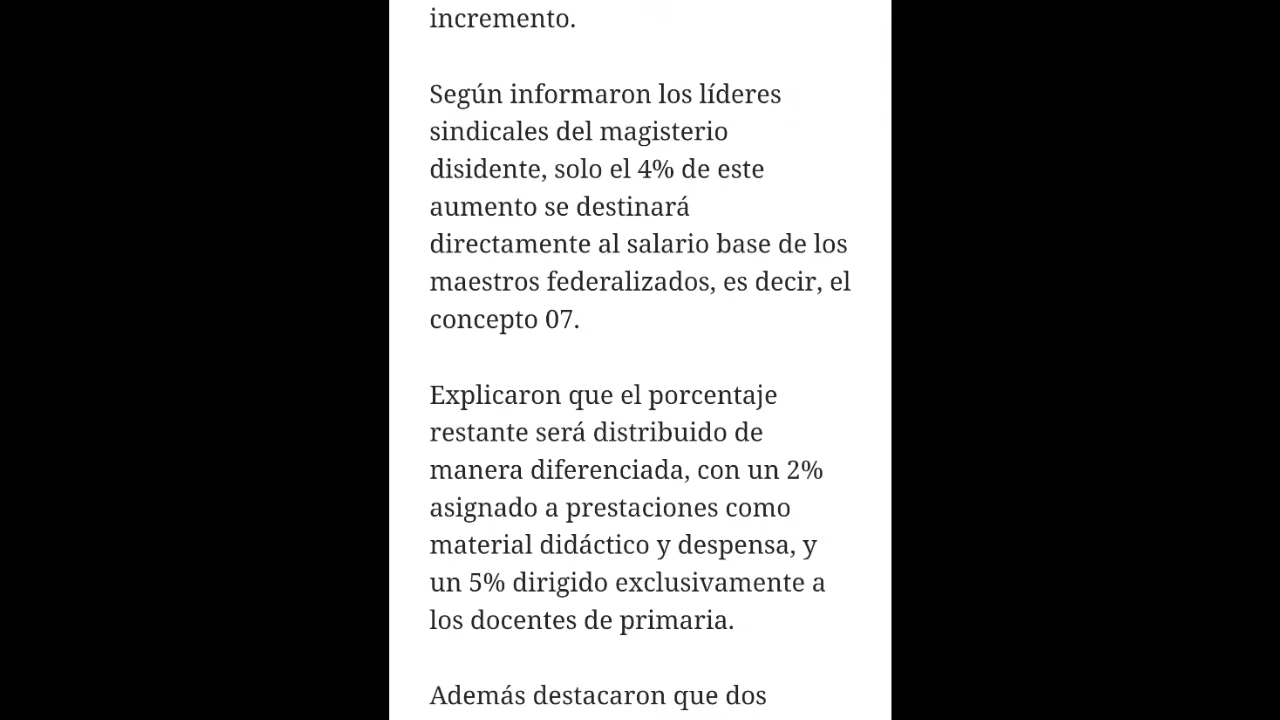 incremento.
Según informaron los líderes
sindicales del magisterio
disidente, solo el 4% de este
aumento se destinará
directamente al salario base de los
maestros federalizados, es decir, el
concepto 07.
Explicaron que el porcentaje
restante será distribuido de
manera diferenciada, con un 2%
asignado a prestaciones como
material didáctico y despensa, y
un 5% dirigido exclusivamente a
los docentes de primaria.
Además destacaron que dos